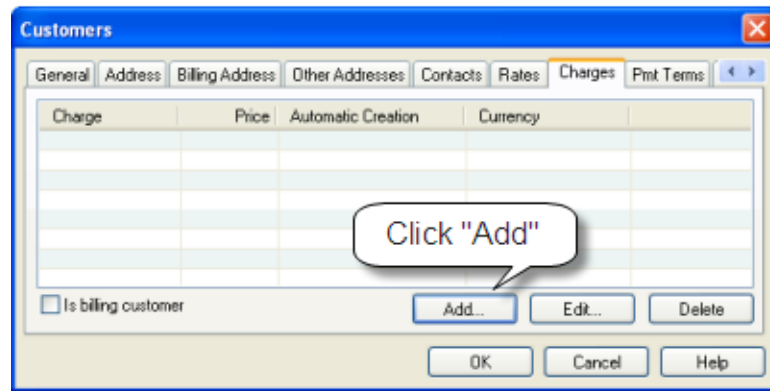 Customers
General Address Billing Address Other Addresses Contacts Rates Charges Pmt Terms
Charge Price Automatic Creation Currency
Click "Add"
Is billing customer Add... Edit... Delete
OK Cancel Help